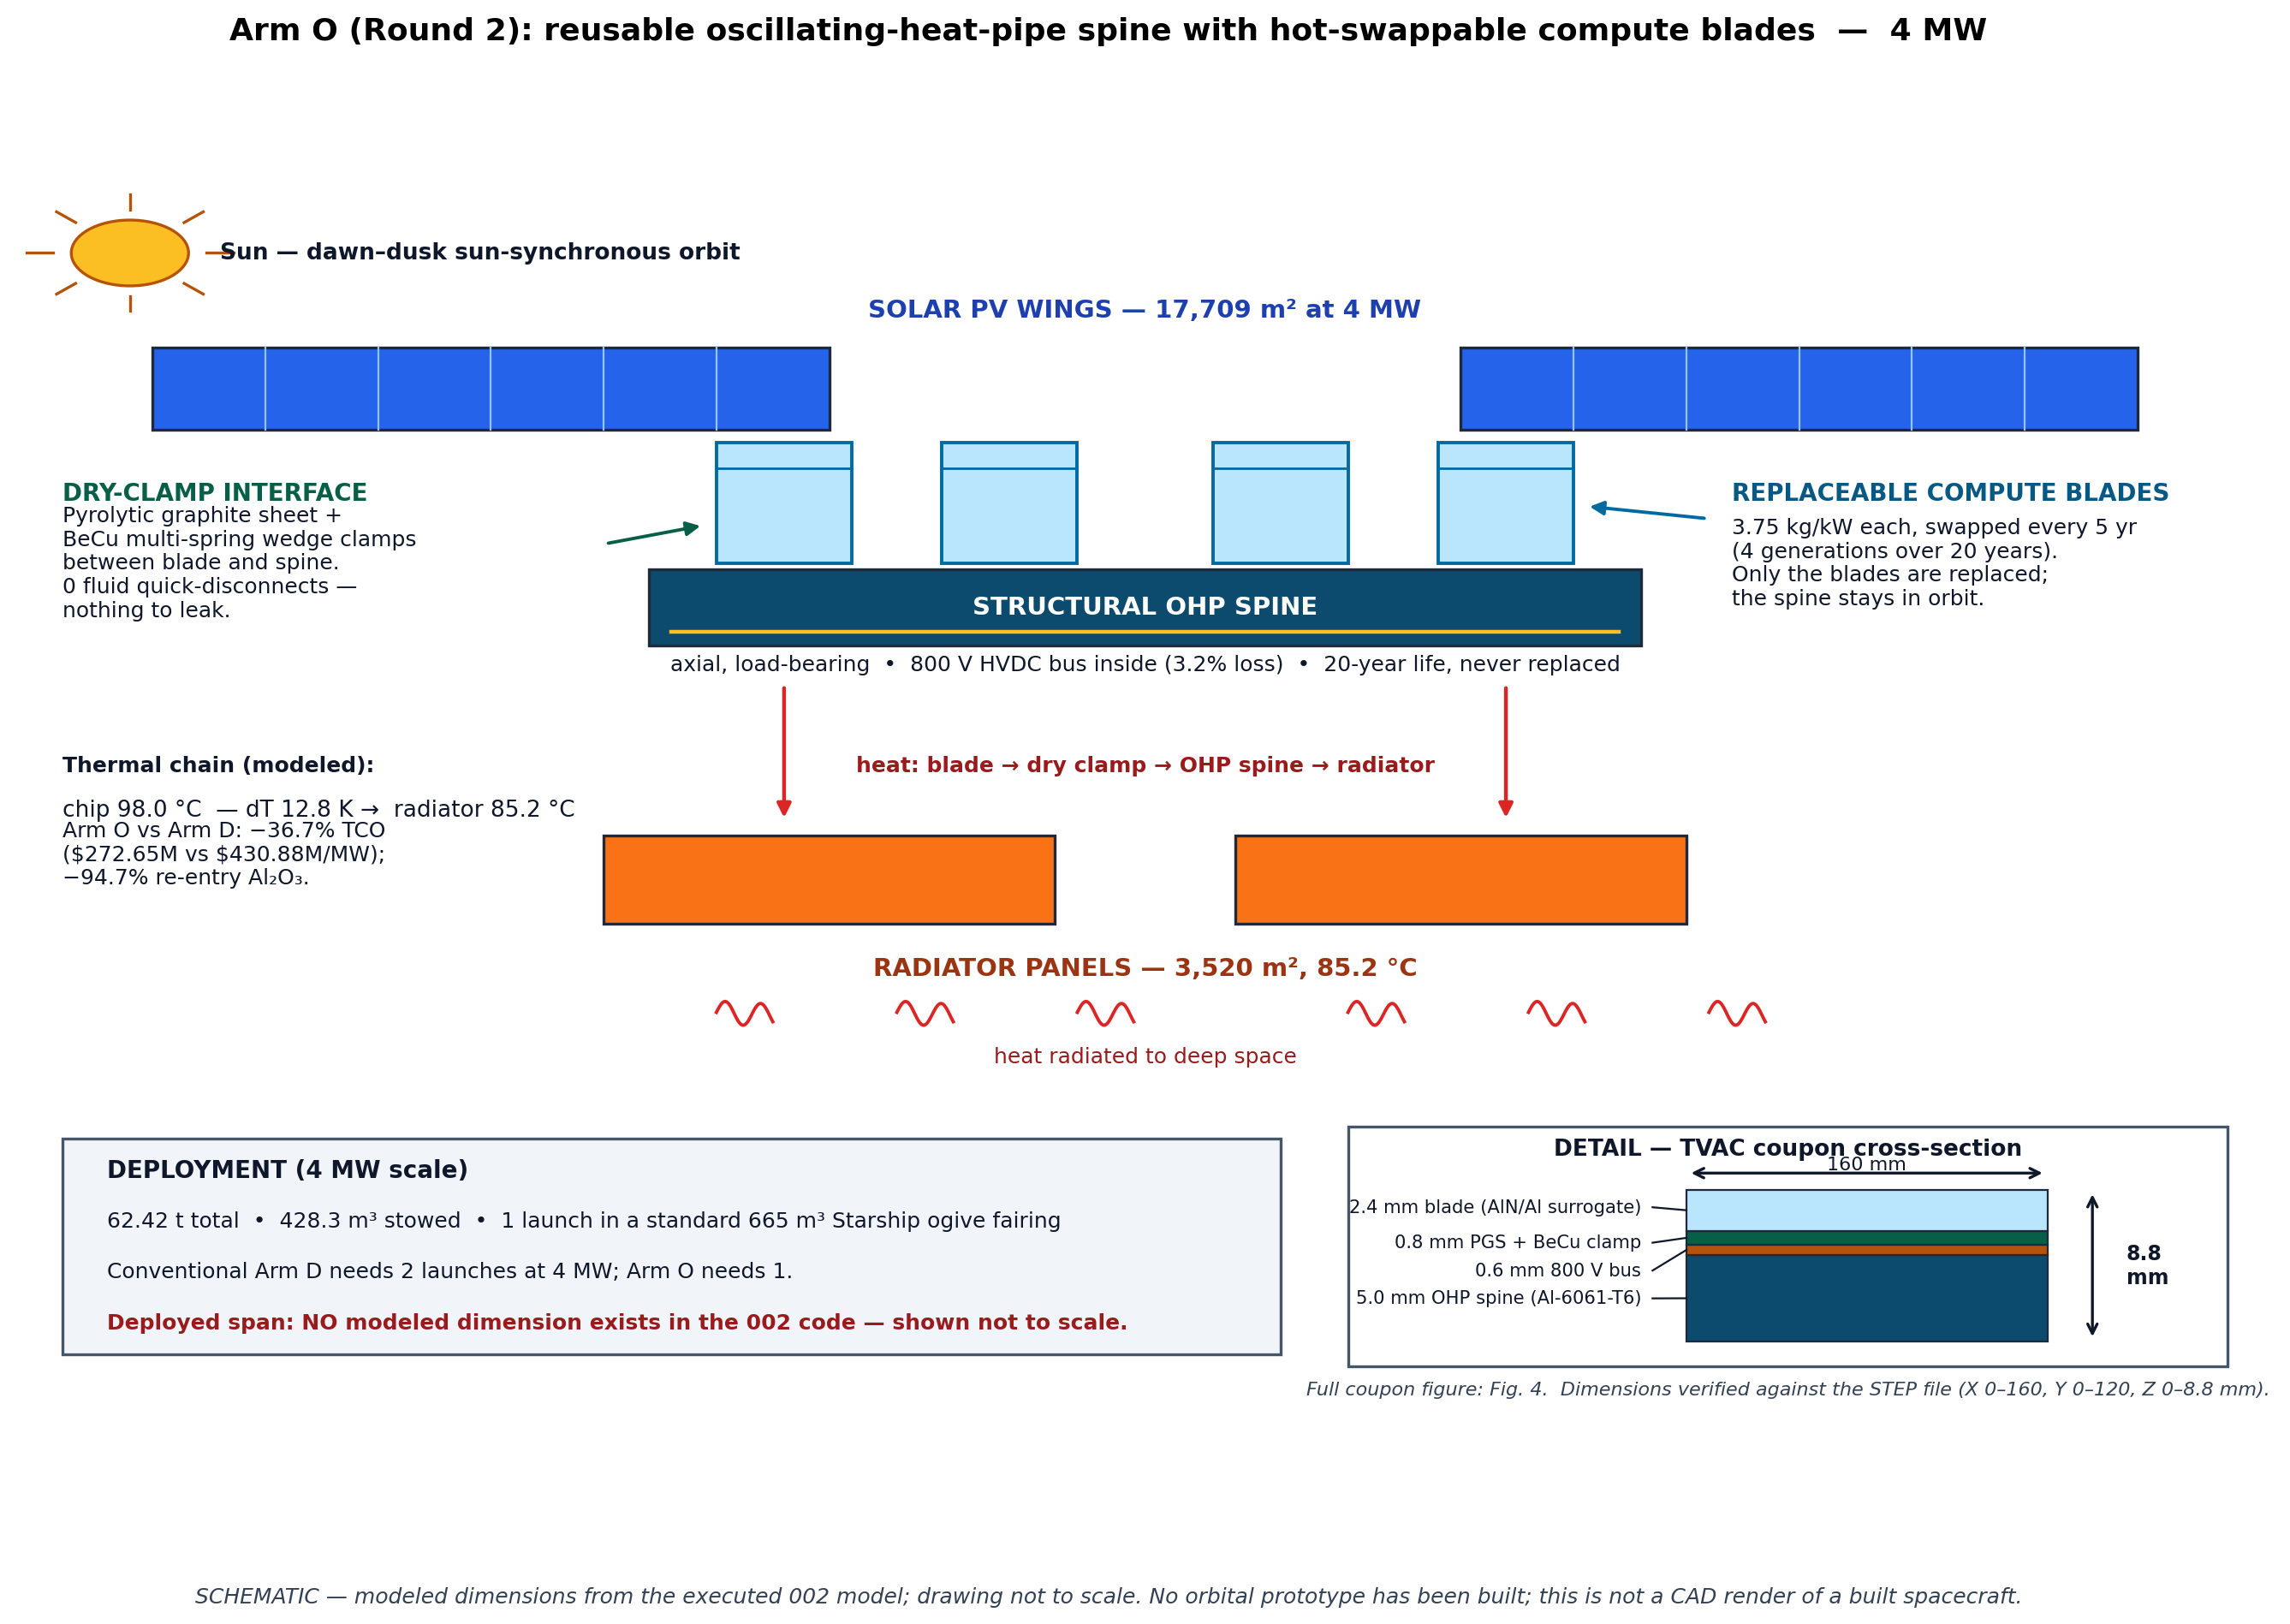 Arm O (Round 2): reusable oscillating-heat-pipe spine with hot-swappable compute blades — 4 MW
Sun — dawn–dusk sun-synchronous orbit
SOLAR PV WINGS — 17,709 m² at 4 MW
DRY-CLAMP INTERFACE
Pyrolytic graphite sheet +
BeCu multi-spring wedge clamps
between blade and spine.
0 fluid quick-disconnects —
nothing to leak.
REPLACEABLE COMPUTE BLADES
3.75 kg/kW each, swapped every 5 yr
(4 generations over 20 years).
Only the blades are replaced;
the spine stays in orbit.
STRUCTURAL OHP SPINE
axial, load-bearing • 800 V HVDC bus inside (3.2% loss) • 20-year life, never replaced
Thermal chain (modeled):
chip 98.0 °C — dT 12.8 K → radiator 85.2 °C
Arm O vs Arm D: −36.7% TCO
($272.65M vs $430.88M/MW);
−94.7% re-entry Al₂O₃.
heat: blade → dry clamp → OHP spine → radiator
RADIATOR PANELS — 3,520 m², 85.2 °C
heat radiated to deep space
DEPLOYMENT (4 MW scale)
62.42 t total • 428.3 m³ stowed • 1 launch in a standard 665 m³ Starship ogive fairing
Conventional Arm D needs 2 launches at 4 MW; Arm O needs 1.
Deployed span: NO modeled dimension exists in the 002 code — shown not to scale.
DETAIL — TVAC coupon cross-section
160 mm
2.4 mm blade (AlN/Al surrogate)
0.8 mm PGS + BeCu clamp
0.6 mm 800 V bus
5.0 mm OHP spine (Al-6061-T6)
8.8
mm
Full coupon figure: Fig. 4. Dimensions verified against the STEP file (X 0–160, Y 0–120, Z 0–8.8 mm).
SCHEMATIC — modeled dimensions from the executed 002 model; drawing not to scale. No orbital prototype has been built; this is not a CAD render of a built spacecraft.